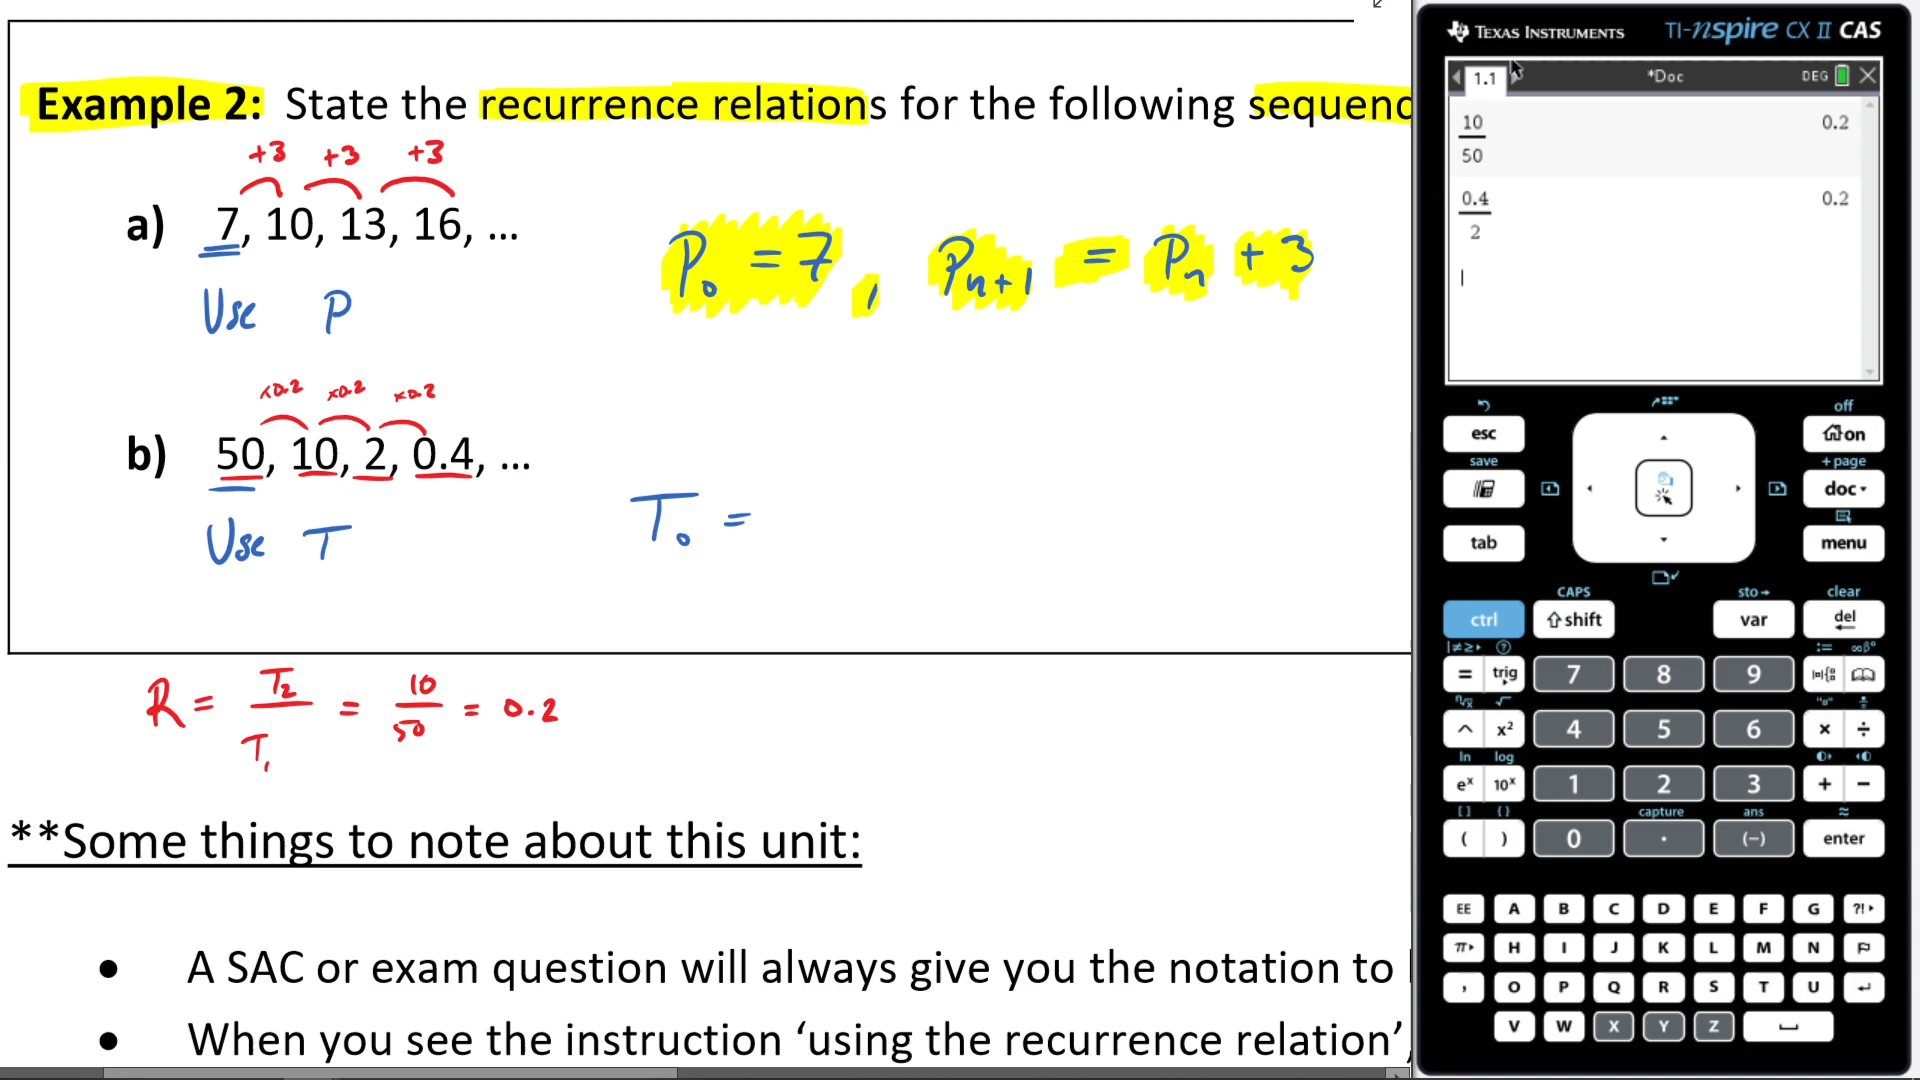 Example 2: State the recurrence relations for the following sequenc
+3 +3 +3
a) 7, 10, 13, 16, ...
P₀ = 7, Pₙ₊₁ = Pₙ + 3
Use P
×0.2 ×0.2 ×0.2
b) 50, 10, 2, 0.4, ...
Use T
T₀ =
R = T₂/T₁ = 10/50 = 0.2
**Some things to note about this unit:
• A SAC or exam question will always give you the notation to
• When you see the instruction ‘using the recurrence relation’,
TEXAS INSTRUMENTS TI-nspire CX II CAS
1.1 *Doc DEG
10/50 0.2
0.4/2 0.2
off
esc on
save + page
doc
tab menu
CAPS sto→ clear
ctrl shift var del
= trig 7 8 9
^ x² 4 5 6 × ÷
ln log
eˣ 10ˣ 1 2 3 + −
[ ] { } capture ans ≈
( ) 0 . (−) enter
EE A B C D E F G ?!
π H I J K L M N
, O P Q R S T U
V W X Y Z